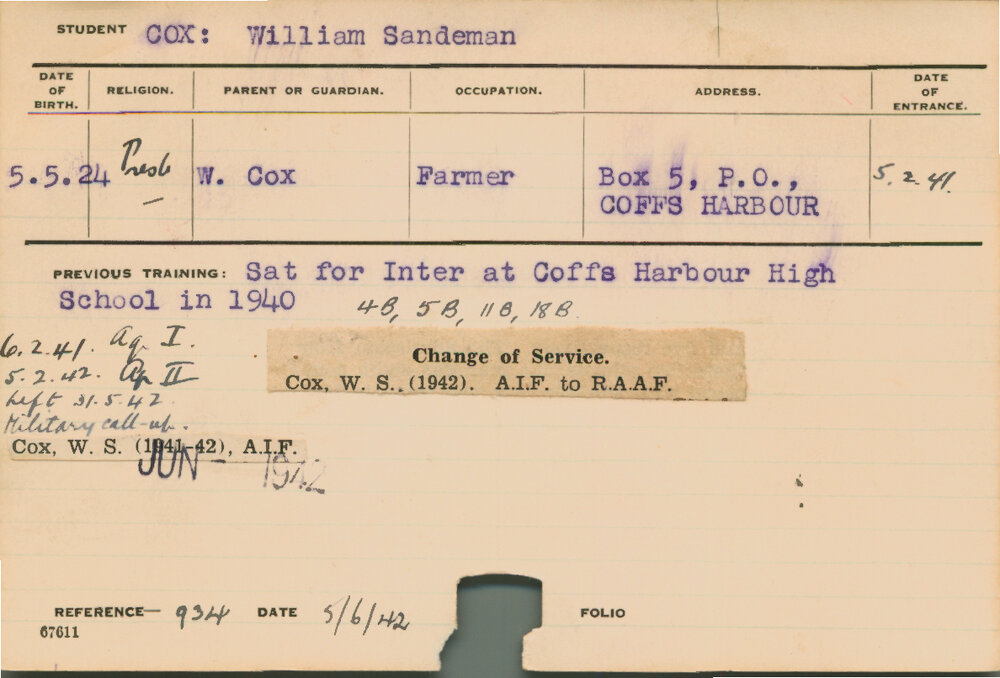 STUDENT COX: William Sandeman
DATE OF BIRTH. RELIGION. PARENT OR GUARDIAN. OCCUPATION. ADDRESS. DATE OF ENTRANCE.
5.5.24 Presb W. Cox Farmer Box 5, P.O., 5.2.41.
COFFS HARBOUR
PREVIOUS TRAINING: Sat for Inter at Coffs Harbour High
School in 1940 4B, 5B, 11B, 18B.
6.2.41. Ag I.
5.2.42. Ag II
Left 31.5.42.
Military call-up.
Change of Service.
Cox, W. S. (1942). A.I.F. to R.A.A.F.
Cox, W. S. (1941-42), A.I.F.
JUN - 1942
REFERENCE— 934 DATE 5/6/42 FOLIO
67611